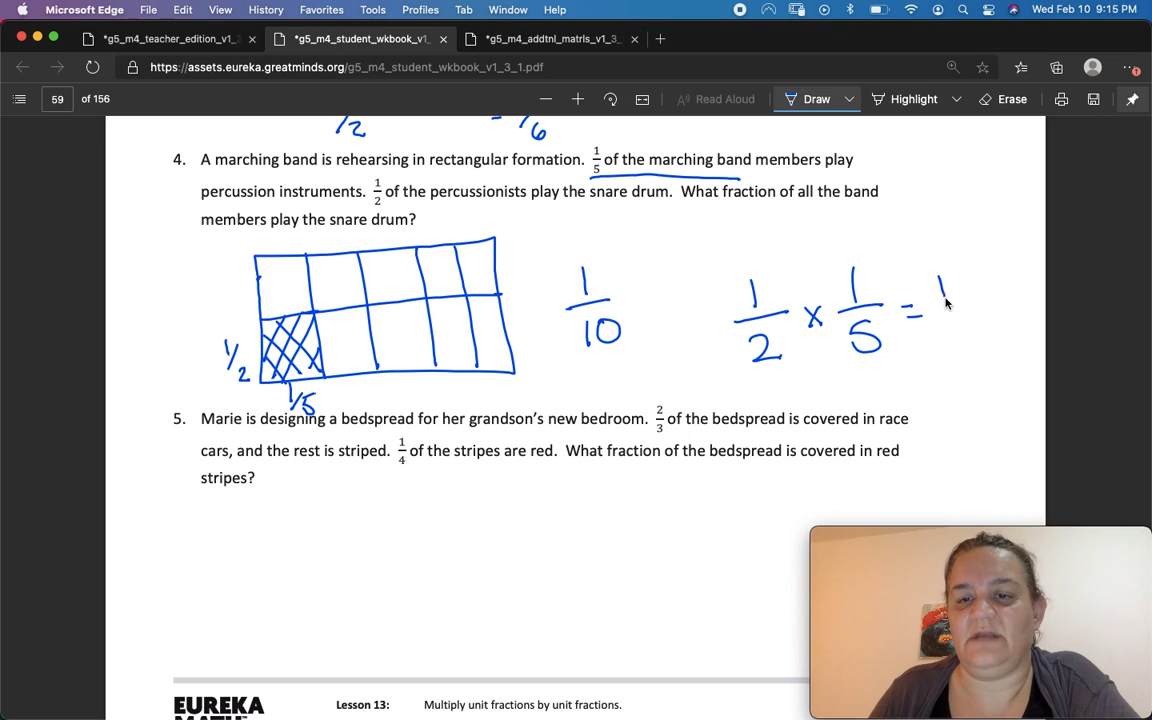 Microsoft Edge File Edit View History Favorites Tools Profiles Tab Window Help Wed Feb 10 9:15 PM
*g5_m4_teacher_edition_v1_3 *g5_m4_student_wkbook_v1_ *g5_m4_addtnl_matrls_v1_3_
https://assets.eureka.greatminds.org/g5_m4_student_wkbook_v1_3_1.pdf
59 of 156 Read Aloud Draw Highlight Erase
1/2 = 1/6
4. A marching band is rehearsing in rectangular formation. 1/5 of the marching band members play
percussion instruments. 1/2 of the percussionists play the snare drum. What fraction of all the band
members play the snare drum?
1/10 1/2 x 1/5 = 1
1/2
1/5
5. Marie is designing a bedspread for her grandson's new bedroom. 2/3 of the bedspread is covered in race
cars, and the rest is striped. 1/4 of the stripes are red. What fraction of the bedspread is covered in red
stripes?
EUREKA
MATH
Lesson 13: Multiply unit fractions by unit fractions.